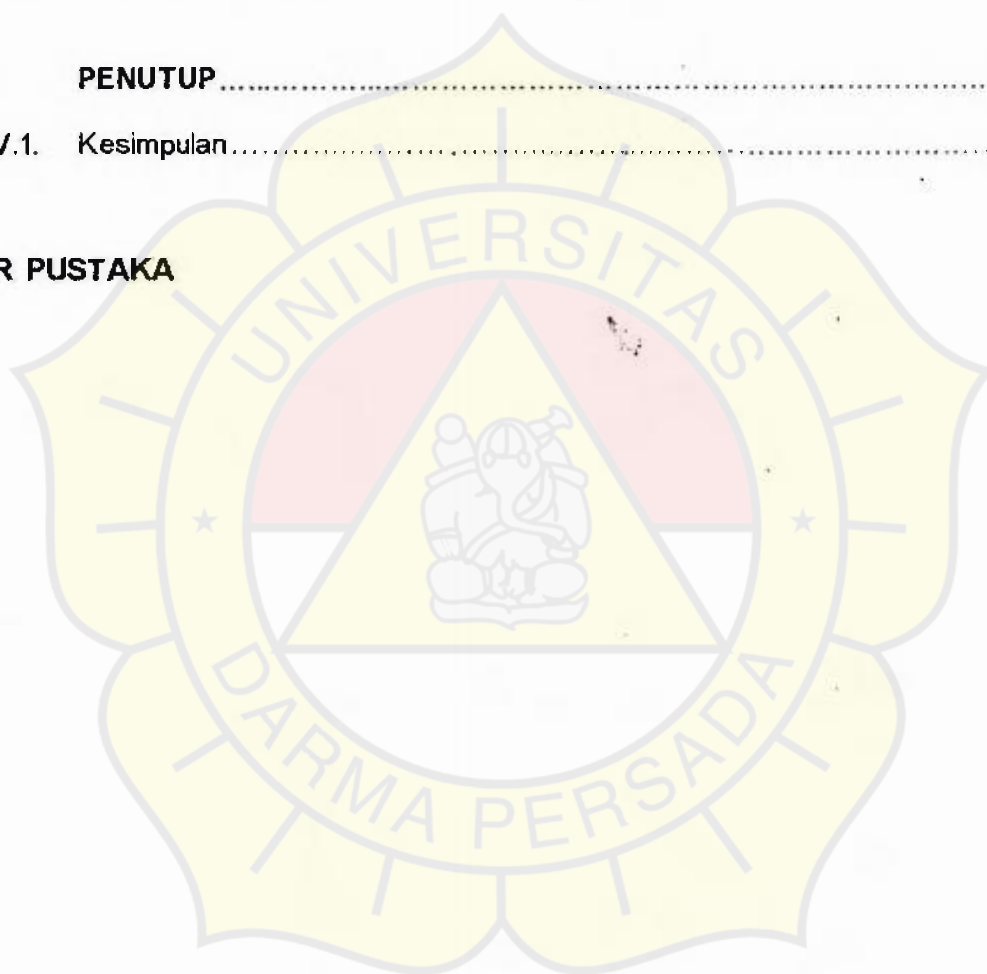 PENUTUP
V.1. Kesimpulan
R PUSTAKA
UNIVERSITAS
DARMA PERSADA